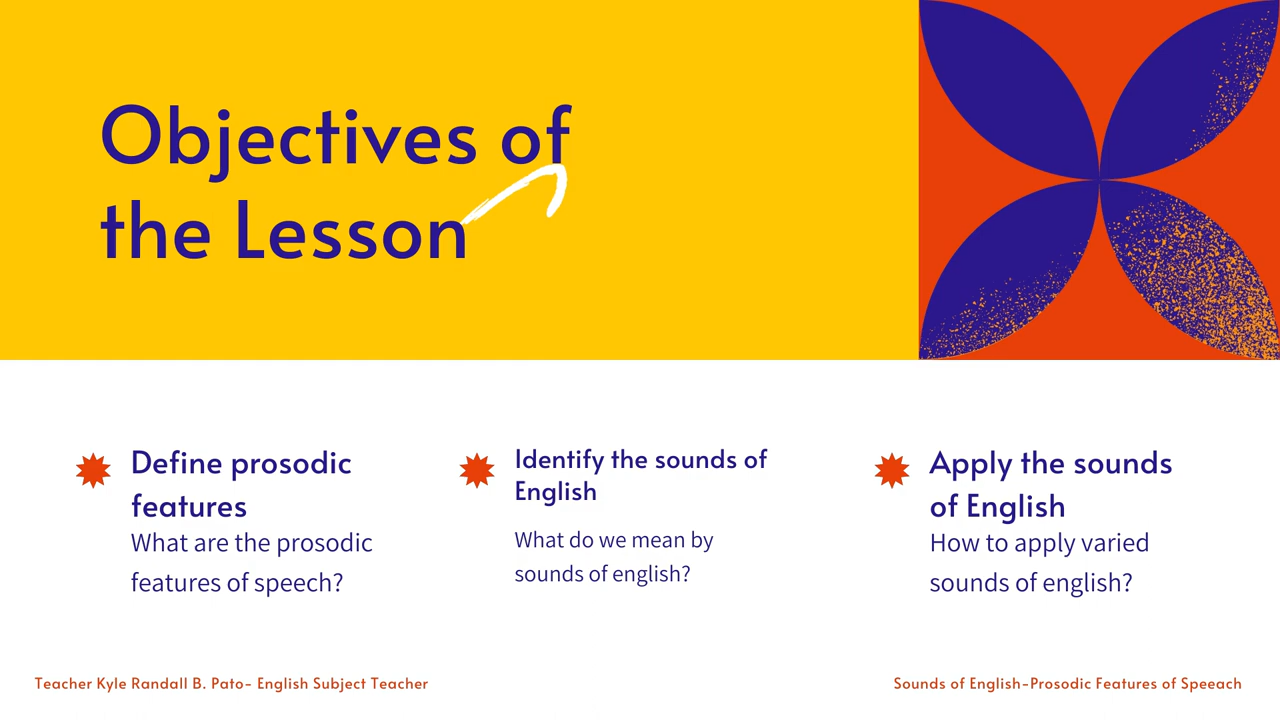 Objectives of
the Lesson
Define prosodic
features
What are the prosodic
features of speech?
Identify the sounds of
English
What do we mean by
sounds of english?
Apply the sounds
of English
How to apply varied
sounds of english?
Teacher Kyle Randall B. Pato- English Subject Teacher
Sounds of English-Prosodic Features of Speeach